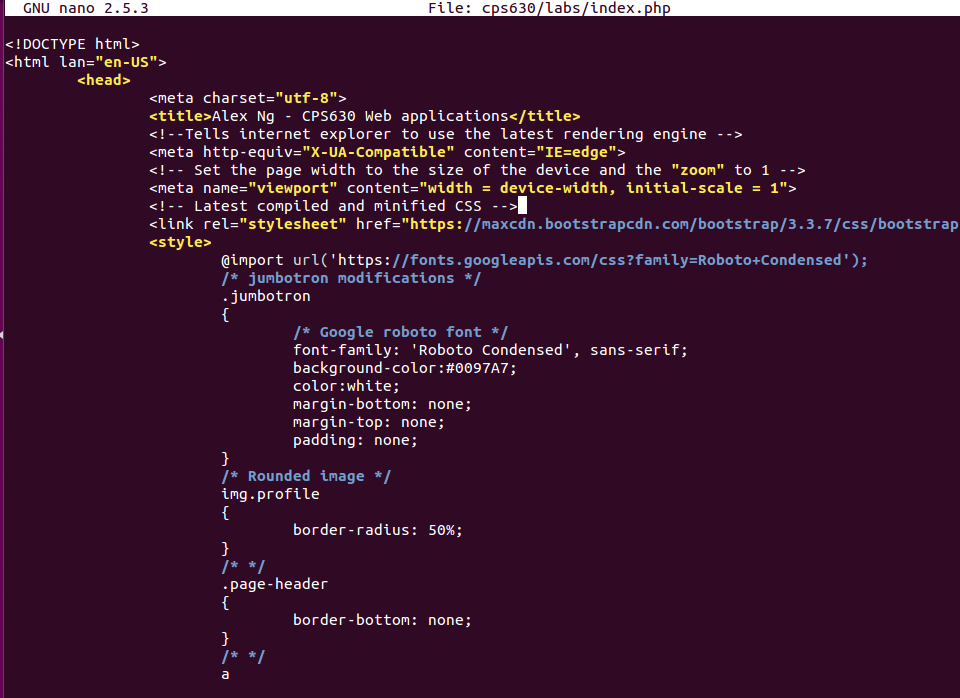 GNU nano 2.5.3 File: cps630/labs/index.php
<!DOCTYPE html>
<html lan="en-US">
<head>
<meta charset="utf-8">
<title>Alex Ng - CPS630 Web applications</title>
<!--Tells internet explorer to use the latest rendering engine -->
<meta http-equiv="X-UA-Compatible" content="IE=edge">
<!-- Set the page width to the size of the device and the "zoom" to 1 -->
<meta name="viewport" content="width = device-width, initial-scale = 1">
<!-- Latest compiled and minified CSS -->
<link rel="stylesheet" href="https://maxcdn.bootstrapcdn.com/bootstrap/3.3.7/css/bootstrap
<style>
@import url('https://fonts.googleapis.com/css?family=Roboto+Condensed');
/* jumbotron modifications */
.jumbotron
{
/* Google roboto font */
font-family: 'Roboto Condensed', sans-serif;
background-color:#0097A7;
color:white;
margin-bottom: none;
margin-top: none;
padding: none;
}
/* Rounded image */
img.profile
{
border-radius: 50%;
}
/* */
.page-header
{
border-bottom: none;
}
/* */
a